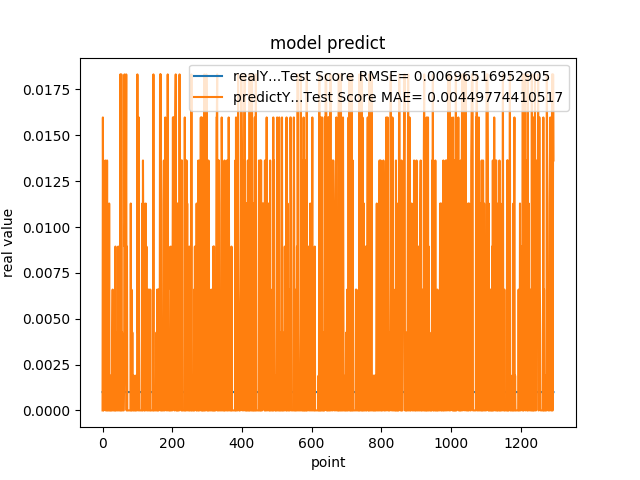 model predict
realY...Test Score RMSE= 0.00696516952905
predictY...Test Score MAE= 0.00449774410517
0.0175
0.0150
0.0125
0.0100
0.0075
0.0050
0.0025
0.0000
real value
0 200 400 600 800 1000 1200
point